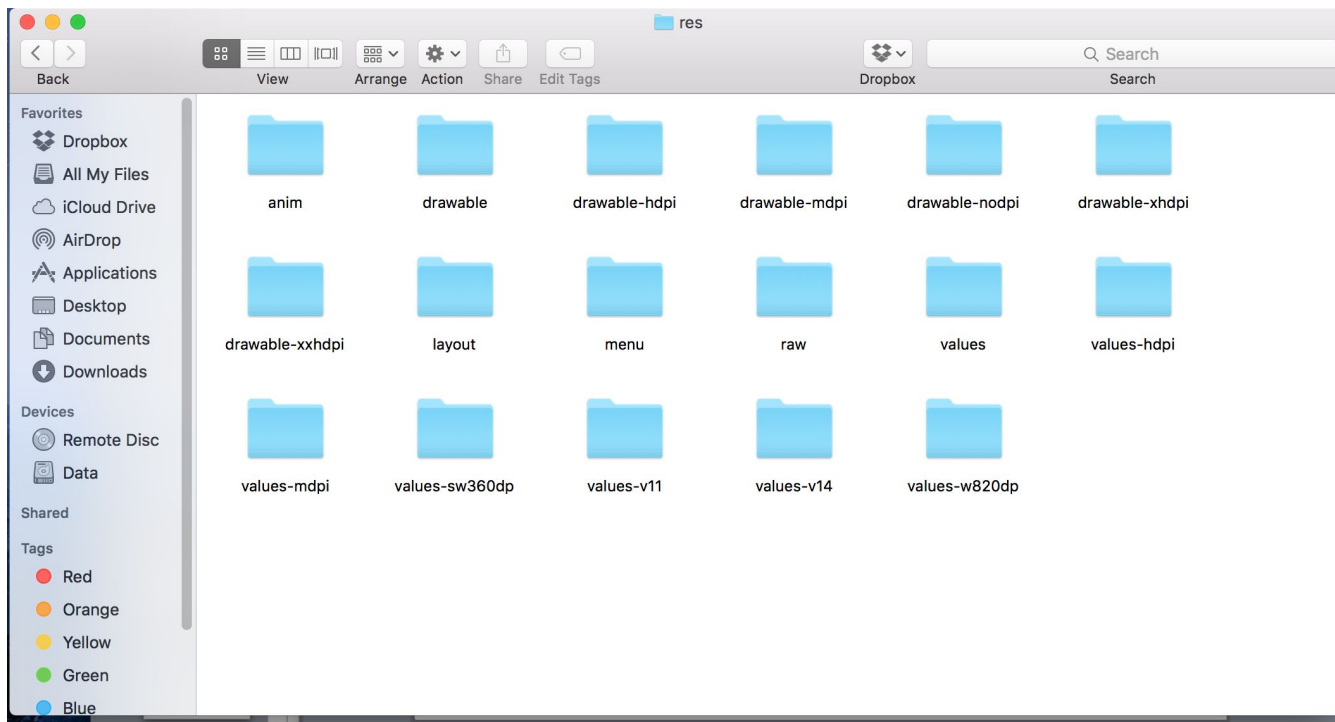 res
Search
Back View Arrange Action Share Edit Tags Dropbox Search
Favorites
Dropbox
All My Files
iCloud Drive
AirDrop
Applications
Desktop
Documents
Downloads
Devices
Remote Disc
Data
Shared
Tags
Red
Orange
Yellow
Green
Blue
anim drawable drawable-hdpi drawable-mdpi drawable-nodpi drawable-xhdpi
drawable-xxhdpi layout menu raw values values-hdpi
values-mdpi values-sw360dp values-v11 values-v14 values-w820dp